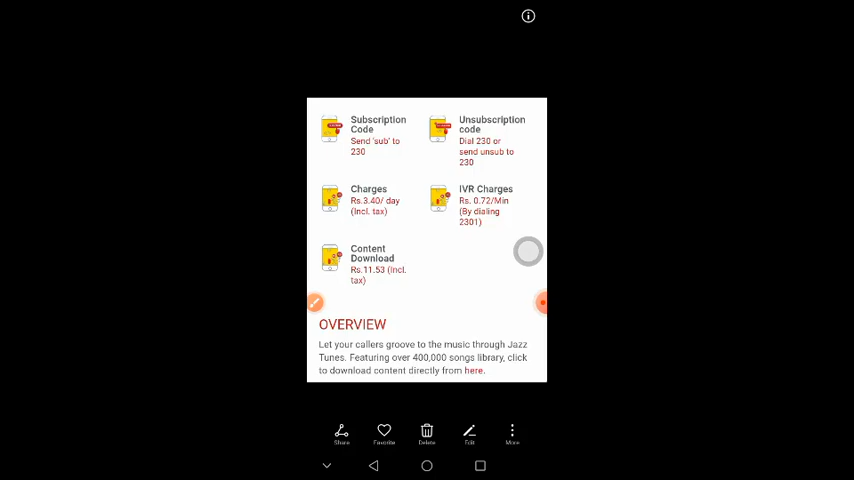 Subscription
Code
Send 'sub' to
230
Unsubscription
code
Dial 230 or
send unsub to
230
Charges
Rs.3.40/ day
(Incl. tax)
IVR Charges
Rs. 0.72/Min
(By dialing
2301)
Content
Download
Rs.11.53 (Incl.
tax)
OVERVIEW
Let your callers groove to the music through Jazz
Tunes. Featuring over 400,000 songs library, click
to download content directly from here.
Share
Favorite
Delete
Edit
More